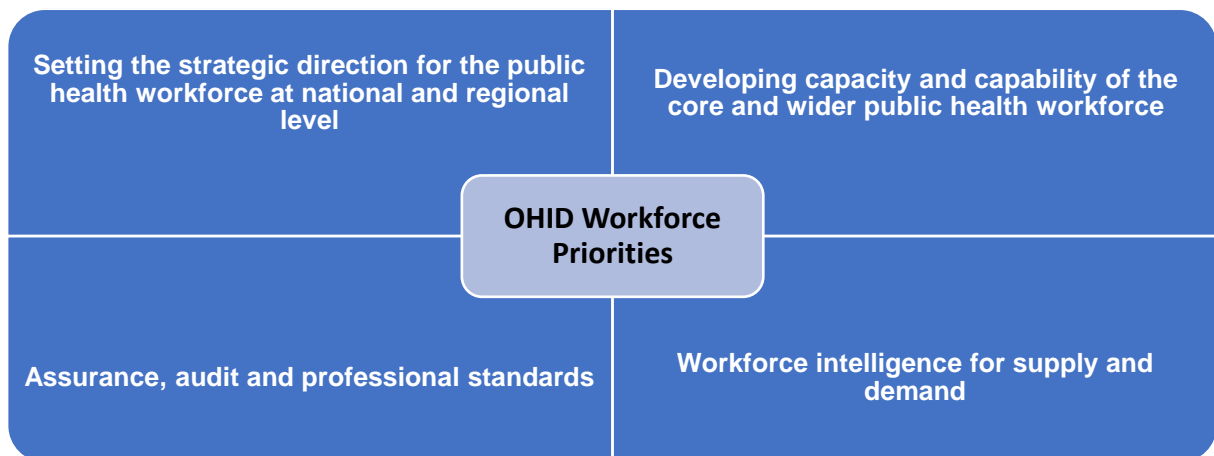 Setting the strategic direction for the public
health workforce at national and regional
level
Developing capacity and capability of the
core and wider public health workforce
OHID Workforce
Priorities
Assurance, audit and professional standards
Workforce intelligence for supply and
demand